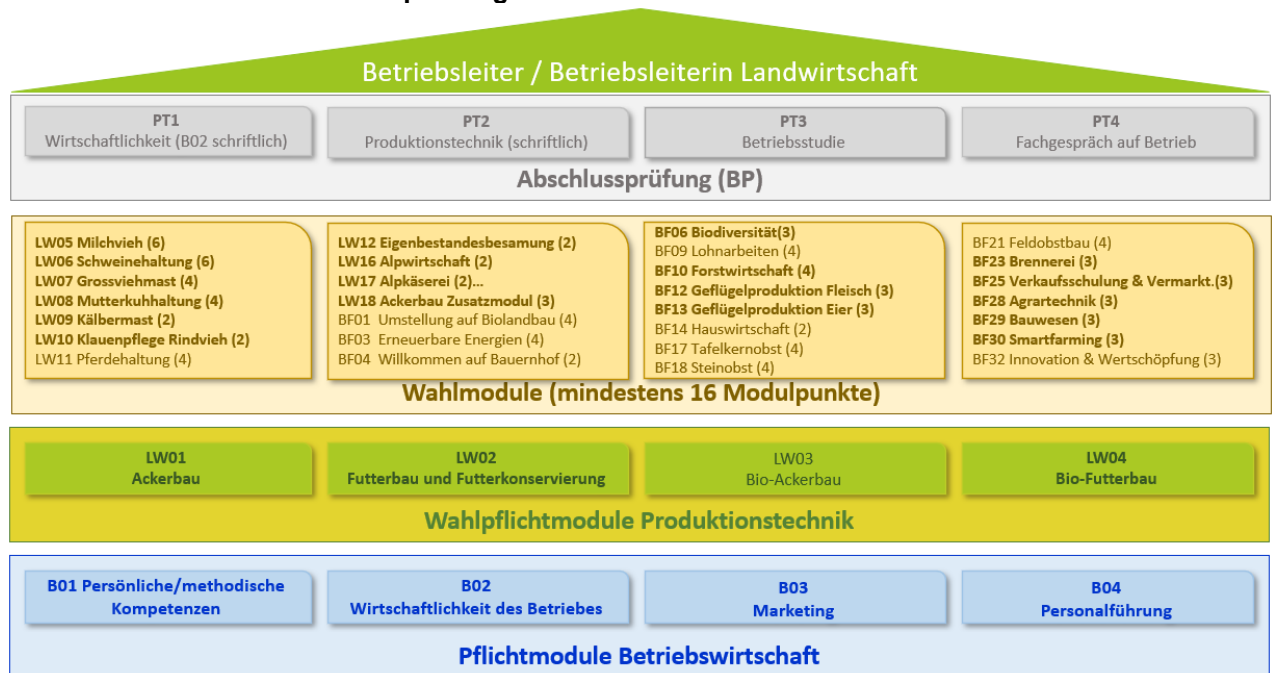 Betriebsleiter / Betriebsleiterin Landwirtschaft
PT1
Wirtschaftlichkeit (B02 schriftlich)
PT2
Produktionstechnik (schriftlich)
PT3
Betriebsstudie
PT4
Fachgespräch auf Betrieb
Abschlussprüfung (BP)
LW05 Milchvieh (6)
LW06 Schweinehaltung (6)
LW07 Grossviehmast (4)
LW08 Mutterkuhhaltung (4)
LW09 Kälbermast (2)
LW10 Klauenpflege Rindvieh (2)
LW11 Pferdehaltung (4)
LW12 Eigenbestandesbesamung (2)
LW16 Alpwirtschaft (2)
LW17 Alpkäserei (2)...
LW18 Ackerbau Zusatzmodul (3)
BF01 Umstellung auf Biolandbau (4)
BF03 Erneuerbare Energien (4)
BF04 Willkommen auf Bauernhof (2)
BF06 Biodiversität(3)
BF09 Lohnarbeiten (4)
BF10 Forstwirtschaft (4)
BF12 Geflügelproduktion Fleisch (3)
BF13 Geflügelproduktion Eier (3)
BF14 Hauswirtschaft (2)
BF17 Tafelkernobst (4)
BF18 Steinobst (4)
BF21 Feldobstbau (4)
BF23 Brennerei (3)
BF25 Verkaufsschulung & Vermarkt.(3)
BF28 Agrartechnik (3)
BF29 Bauwesen (3)
BF30 Smartfarming (3)
BF32 Innovation & Wertschöpfung (3)
Wahlmodule (mindestens 16 Modulpunkte)
LW01
Ackerbau
LW02
Futterbau und Futterkonservierung
LW03
Bio-Ackerbau
LW04
Bio-Futterbau
Wahlpflichtmodule Produktionstechnik
B01 Persönliche/methodische
Kompetenzen
B02
Wirtschaftlichkeit des Betriebes
B03
Marketing
B04
Personalführung
Pflichtmodule Betriebswirtschaft